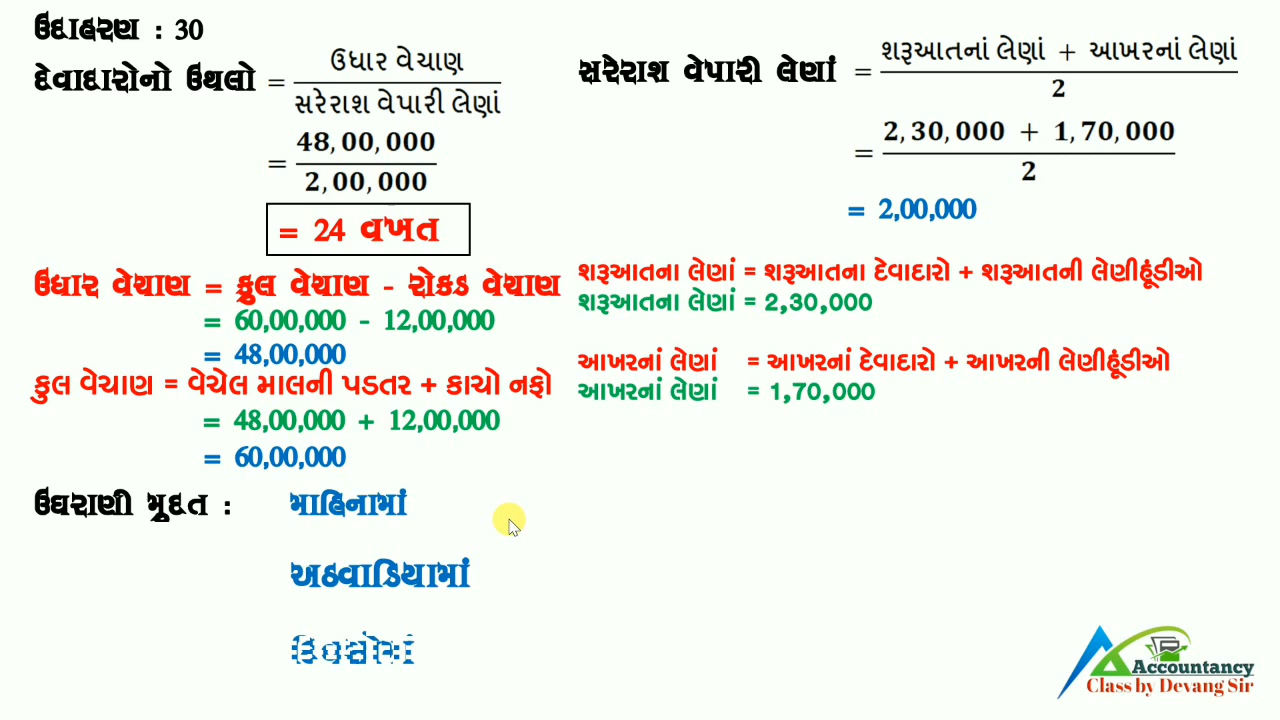 ઉદાહરણ : 30
દેવાદારોનો ઉથલો = ઉધાર વેચાણ / સરેરાશ વેપારી લેણાં
= 48,00,000 / 2,00,000
= 24 વખત
ઉધાર વેચાણ = કુલ વેચાણ - રોકડ વેચાણ
= 60,00,000 - 12,00,000
= 48,00,000
કુલ વેચાણ = વેચેલ માલની પડતર + કાચો નફો
= 48,00,000 + 12,00,000
= 60,00,000
ઉઘરાણી મુદત : માહિનામાં
અઠવાડિયામાં
સરેરાશ વેપારી લેણાં = શરૂઆતનાં લેણાં + આખરનાં લેણાં / 2
= 2,30,000 + 1,70,000 / 2
= 2,00,000
શરૂઆતના લેણાં = શરૂઆતના દેવાદારો + શરૂઆતની લેણીહૂંડીઓ
શરૂઆતના લેણાં = 2,30,000
આખરનાં લેણાં = આખરનાં દેવાદારો + આખરની લેણીહૂંડીઓ
આખરનાં લેણાં = 1,70,000
Accountancy
Class by Devang Sir